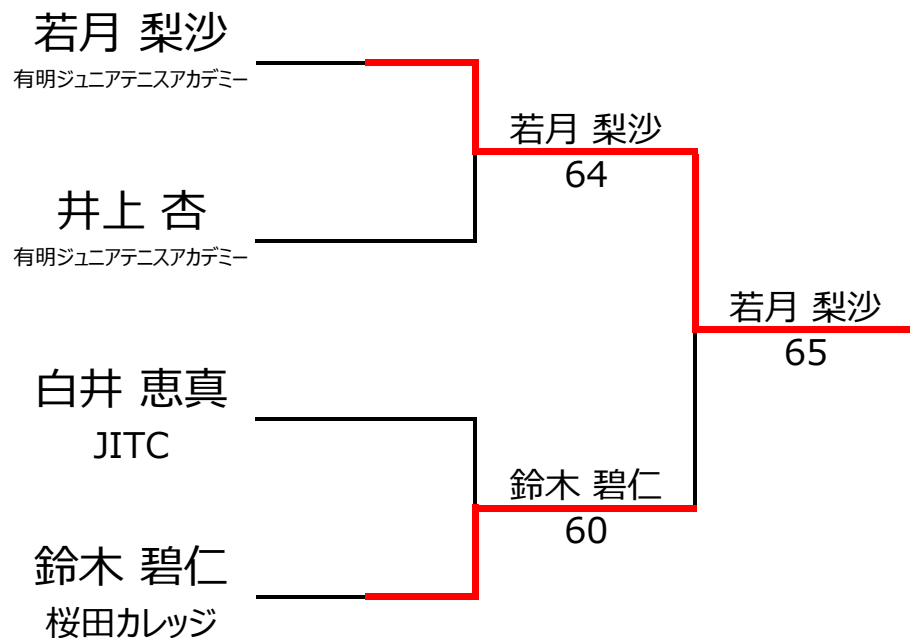 若月 梨沙
有明ジュニアテニスアカデミー
若月 梨沙
64
井上 杏
有明ジュニアテニスアカデミー
若月 梨沙
65
白井 恵真
JITC
鈴木 碧仁
60
鈴木 碧仁
桜田カレッジ